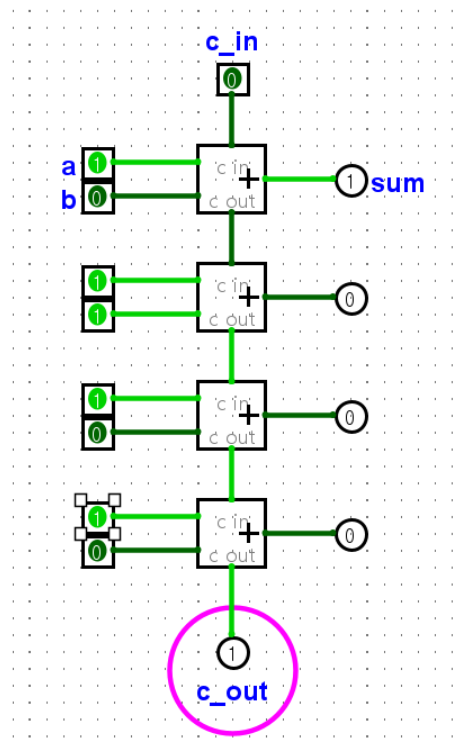 c_in
0
a 1 c in 1 sum
b 0 + c out
1 c in 0
1 + c out
1 c in 0
0 + c out
1 c in 0
0 + c out
1
c_out